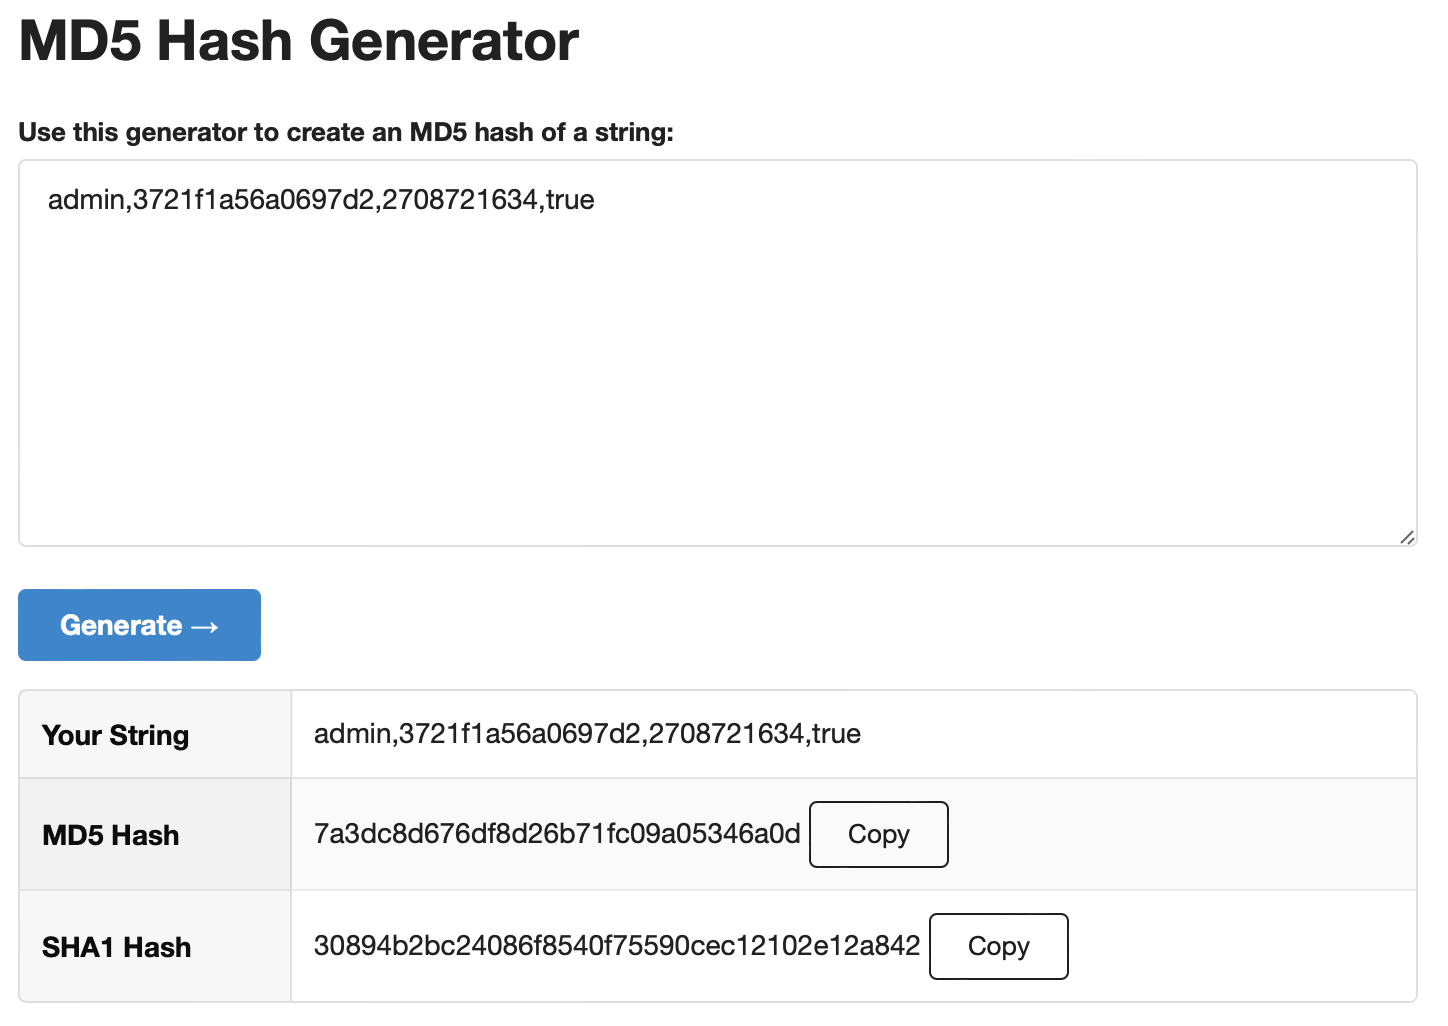 MD5 Hash Generator
Use this generator to create an MD5 hash of a string:
admin,3721f1a56a0697d2,2708721634,true
Generate →
Your String admin,3721f1a56a0697d2,2708721634,true
MD5 Hash 7a3dc8d676df8d26b71fc09a05346a0d Copy
SHA1 Hash 30894b2bc24086f8540f75590cec12102e12a842 Copy